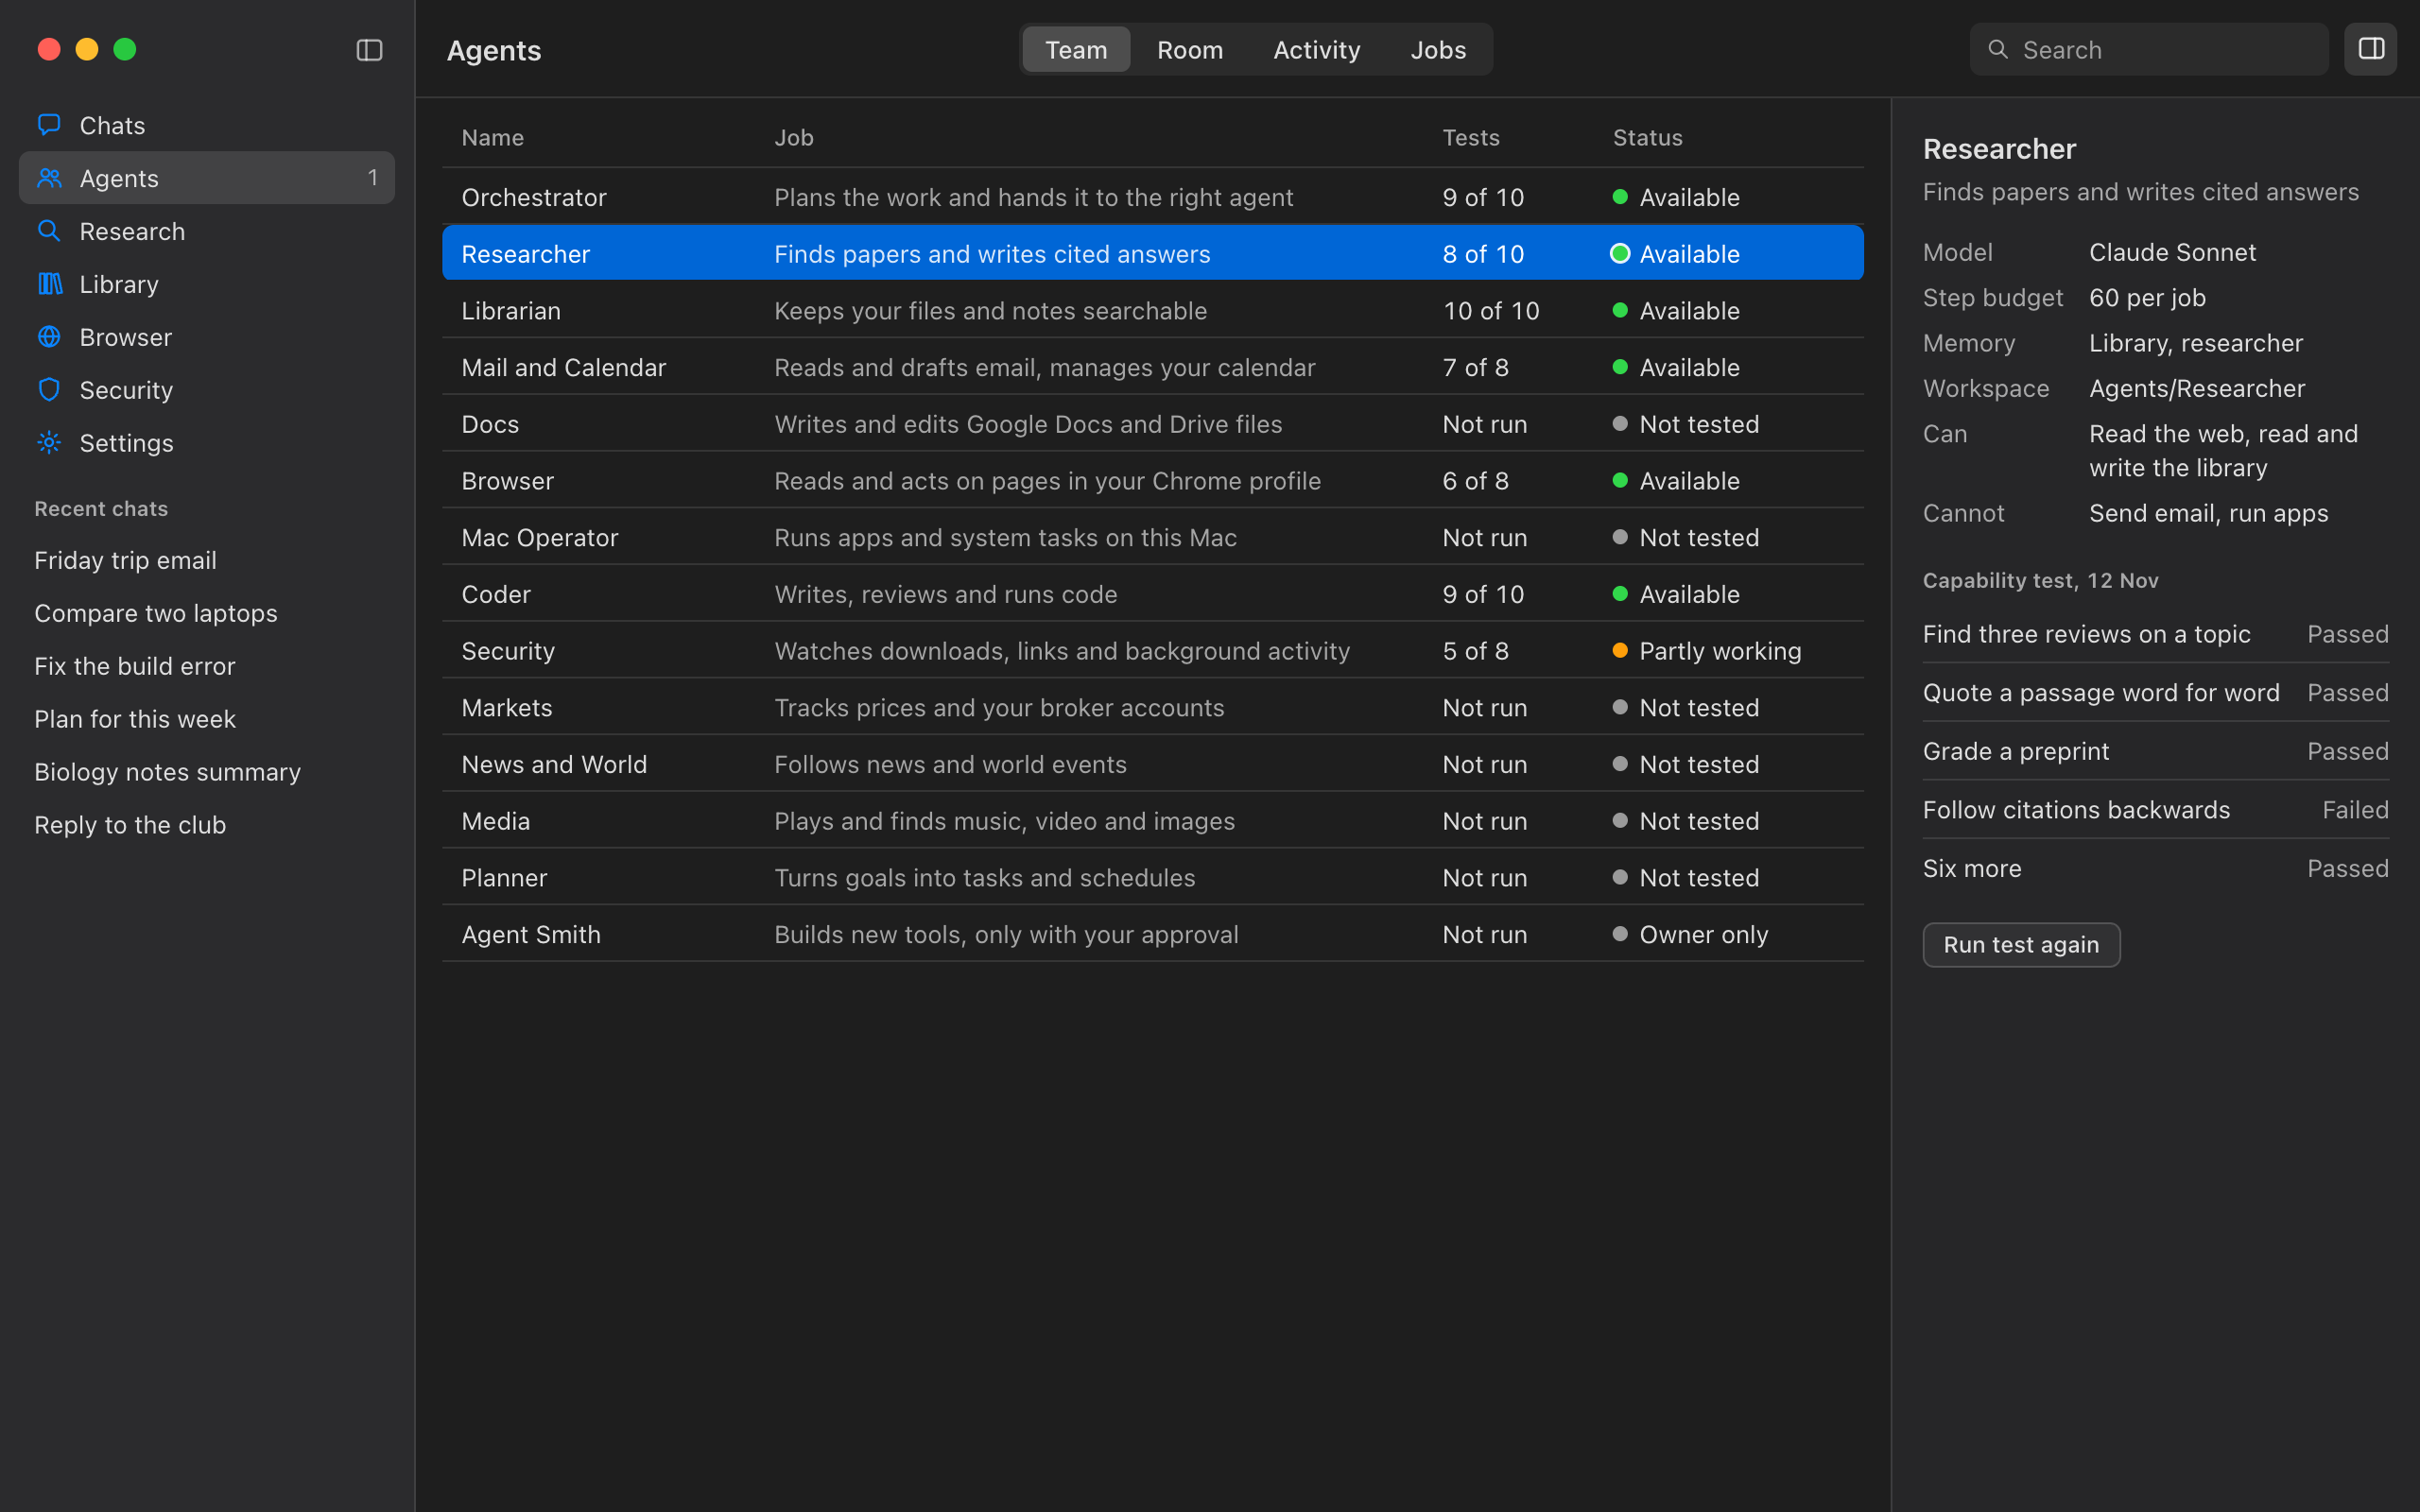 Chats
Agents 1
Research
Library
Browser
Security
Settings
Recent chats
Friday trip email
Compare two laptops
Fix the build error
Plan for this week
Biology notes summary
Reply to the club
Agents
Team Room Activity Jobs
Search
Name Job Tests Status
Orchestrator Plans the work and hands it to the right agent 9 of 10 Available
Researcher Finds papers and writes cited answers 8 of 10 Available
Librarian Keeps your files and notes searchable 10 of 10 Available
Mail and Calendar Reads and drafts email, manages your calendar 7 of 8 Available
Docs Writes and edits Google Docs and Drive files Not run Not tested
Browser Reads and acts on pages in your Chrome profile 6 of 8 Available
Mac Operator Runs apps and system tasks on this Mac Not run Not tested
Coder Writes, reviews and runs code 9 of 10 Available
Security Watches downloads, links and background activity 5 of 8 Partly working
Markets Tracks prices and your broker accounts Not run Not tested
News and World Follows news and world events Not run Not tested
Media Plays and finds music, video and images Not run Not tested
Planner Turns goals into tasks and schedules Not run Not tested
Agent Smith Builds new tools, only with your approval Not run Owner only
Researcher
Finds papers and writes cited answers
Model Claude Sonnet
Step budget 60 per job
Memory Library, researcher
Workspace Agents/Researcher
Can Read the web, read and
write the library
Cannot Send email, run apps
Capability test, 12 Nov
Find three reviews on a topic Passed
Quote a passage word for word Passed
Grade a preprint Passed
Follow citations backwards Failed
Six more Passed
Run test again